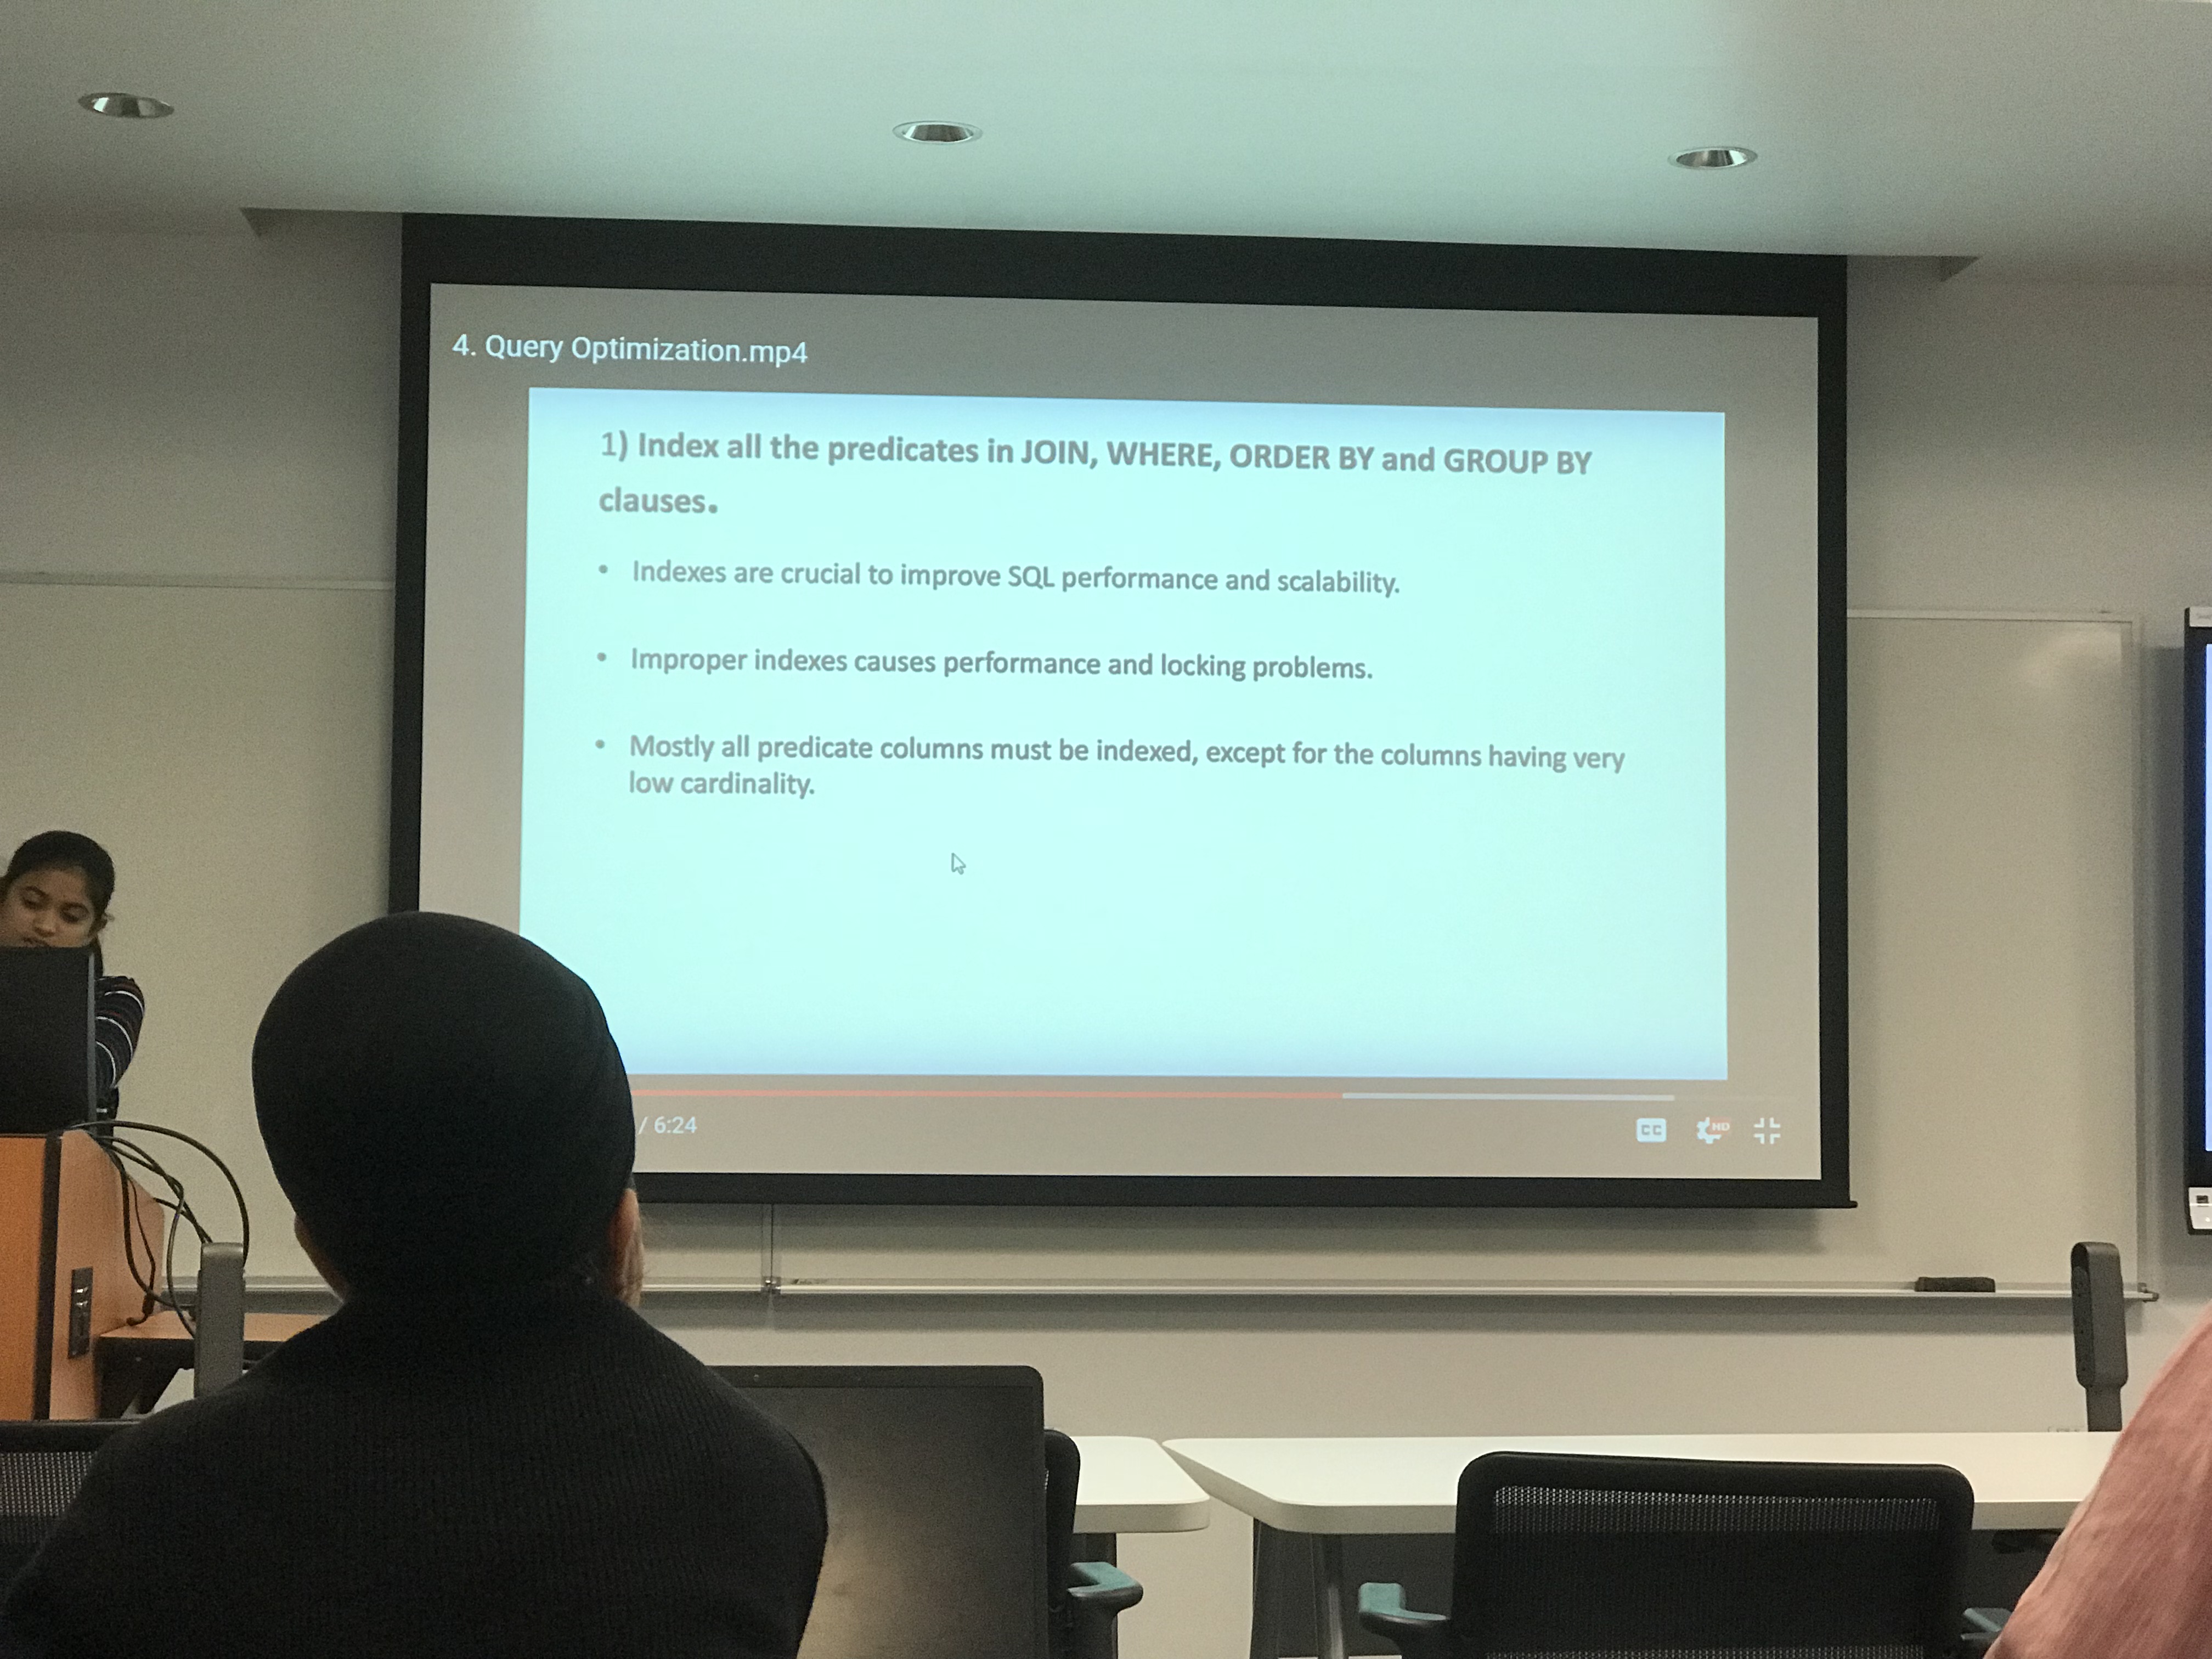 4. Query Optimization.mp4
1) Index all the predicates in JOIN, WHERE, ORDER BY and GROUP BY
clauses.
• Indexes are crucial to improve SQL performance and scalability.
• Improper indexes causes performance and locking problems.
• Mostly all predicate columns must be indexed, except for the columns having very
low cardinality.
/ 6:24
CC
HD